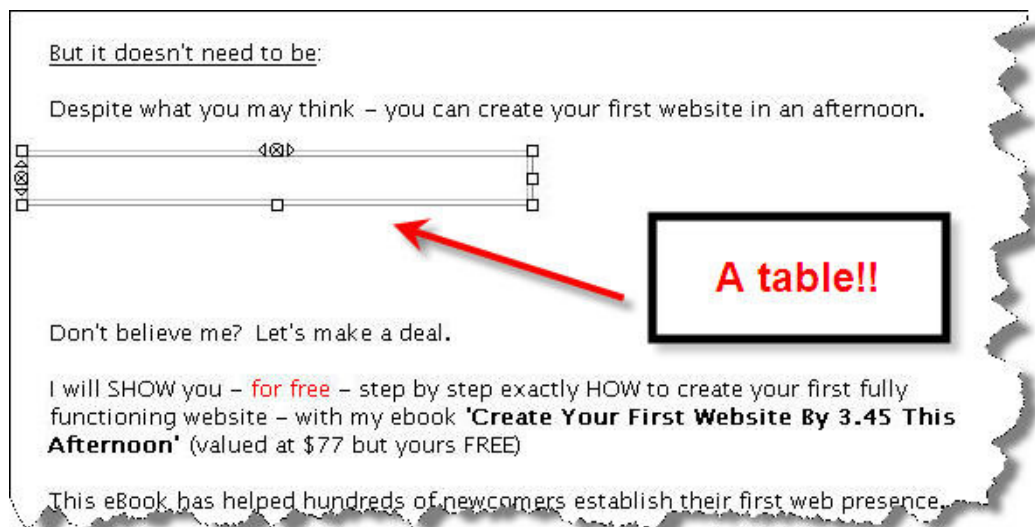 But it doesn't need to be:
Despite what you may think – you can create your first website in an afternoon.
A table!!
Don't believe me?  Let's make a deal.
I will SHOW you – for free – step by step exactly HOW to create your first fully
functioning website – with my ebook 'Create Your First Website By 3.45 This
Afternoon' (valued at $77 but yours FREE)
This eBook has helped hundreds of newcomers establish their first web presence.